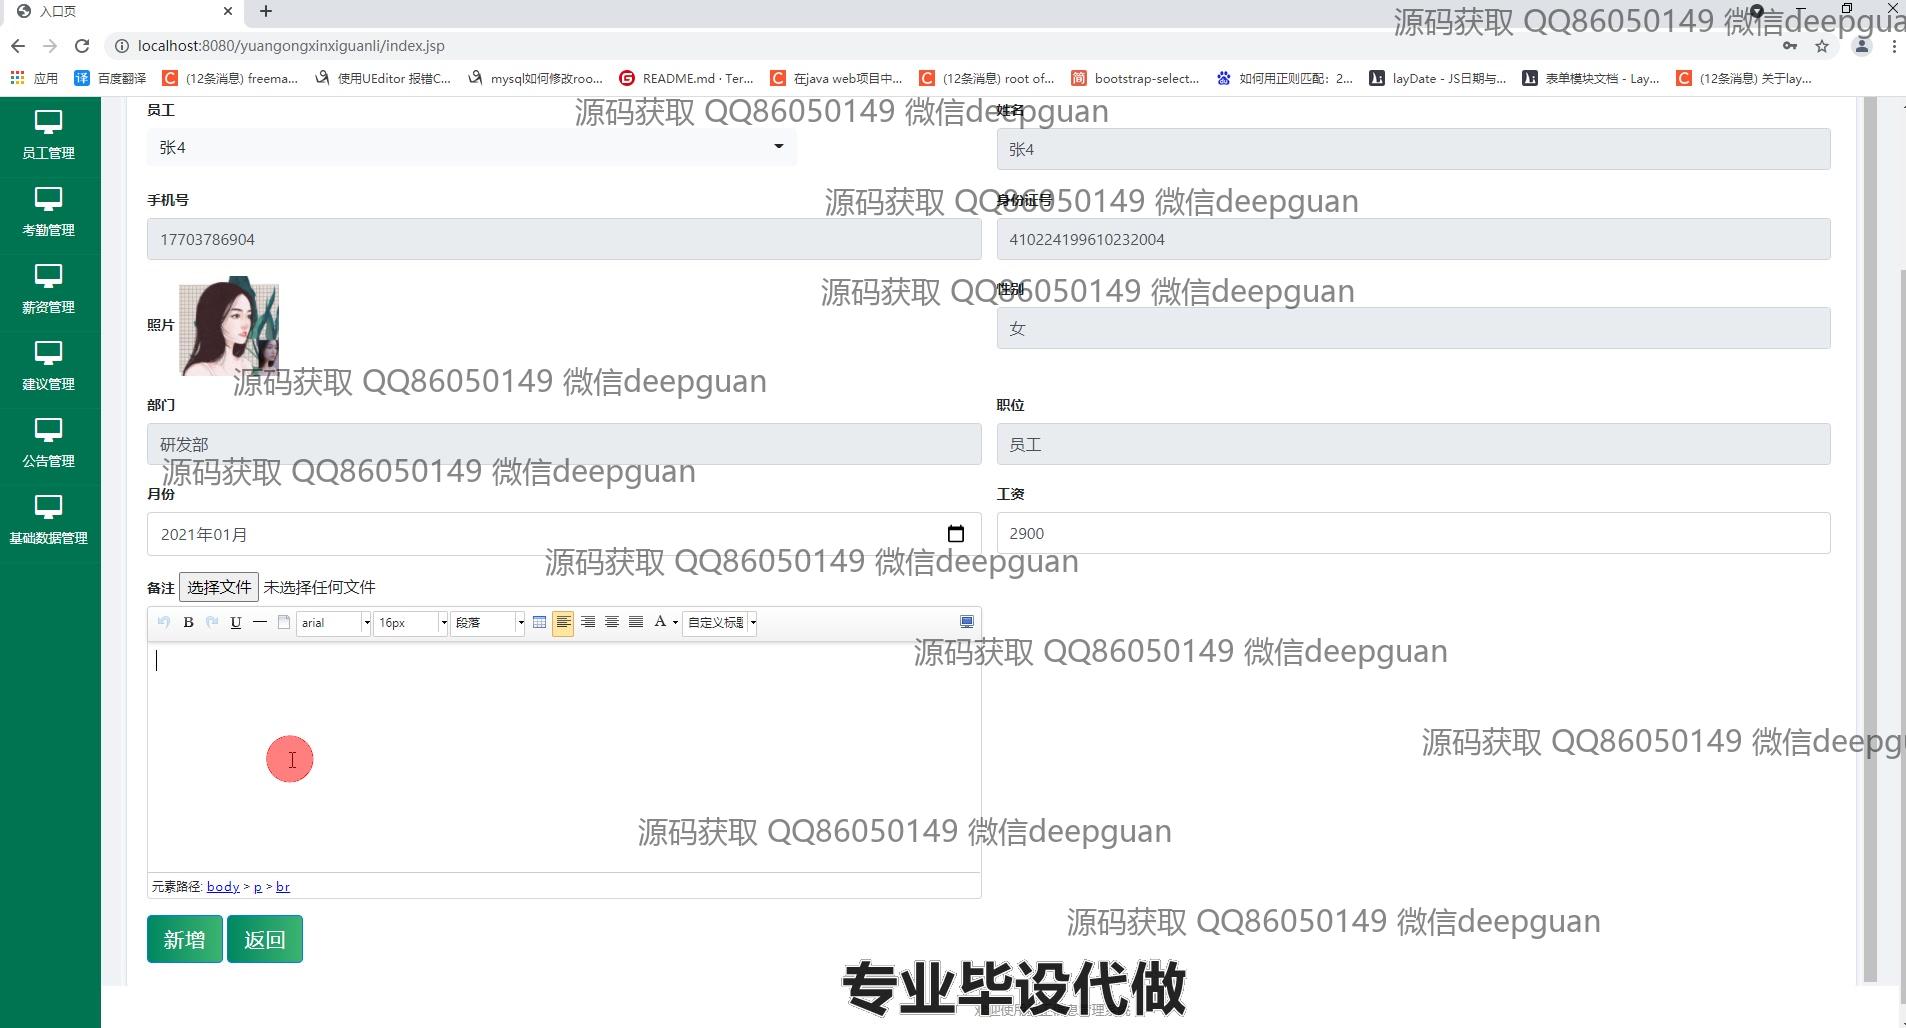 入口页
源码获取 QQ86050149 微信deepgua
localhost:8080/yuangongxinxiguanli/index.jsp
应用 百度翻译 (12条消息) freema... 使用UEditor 报错C... mysql如何修改roo... README.md · Ter... 在java web项目中... (12条消息) root of... bootstrap-select... 如何用正则匹配：2... layDate - JS日期与... 表单模块文档 - Lay... (12条消息) 关于lay...
员工管理
考勤管理
薪资管理
建议管理
公告管理
基础数据管理
员工
源码获取 QQ86050149 微信deepguan
姓名
张4
张4
手机号
源码获取 QQ86050149 微信deepguan
身份证号
17703786904
410224199610232004
源码获取 QQ86050149 微信deepguan
性别
照片
女
源码获取 QQ86050149 微信deepguan
部门
职位
研发部
员工
源码获取 QQ86050149 微信deepguan
月份
工资
2021年01月
2900
源码获取 QQ86050149 微信deepguan
备注 选择文件 未选择任何文件
B U arial 16px 段落 A 自定义标题
源码获取 QQ86050149 微信deepguan
源码获取 QQ86050149 微信deepg
源码获取 QQ86050149 微信deepguan
元素路径: body > p > br
源码获取 QQ86050149 微信deepguan
新增 返回
专业毕设代做